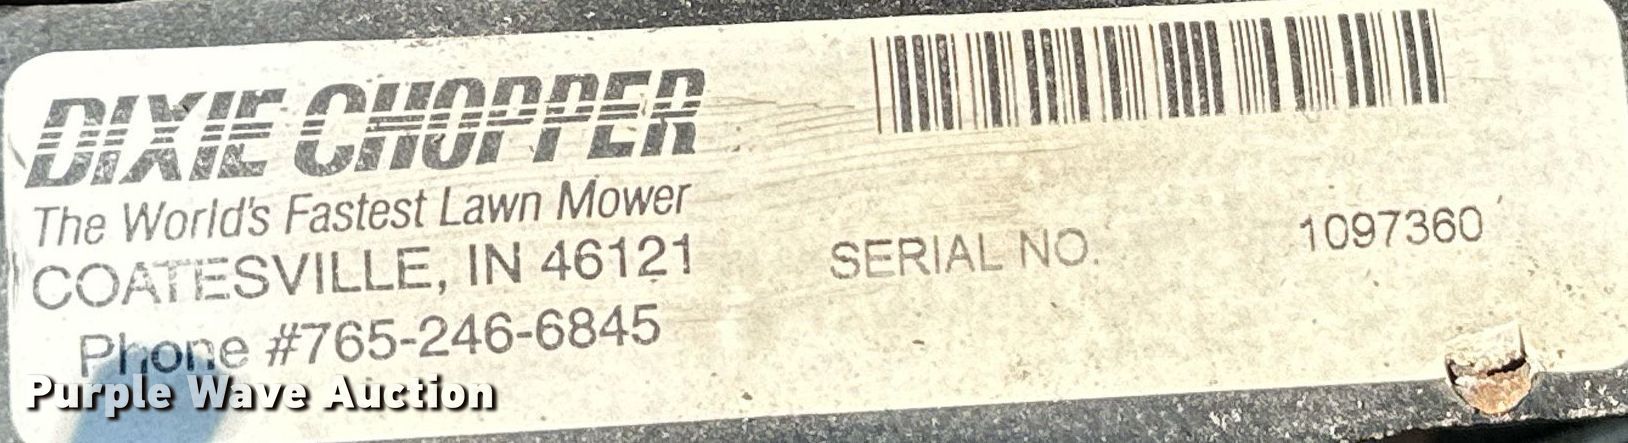 DIXIE CHOPPER
The World's Fastest Lawn Mower
COATESVILLE, IN 46121
Phone #765-246-6845
SERIAL NO. 1097360
Purple Wave Auction